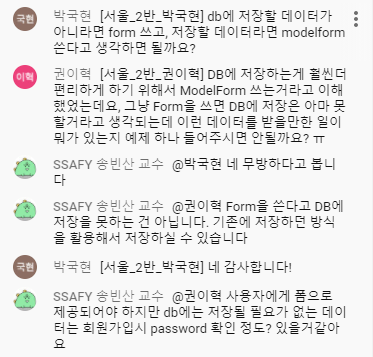 국현 박국현 [서울_2반_박국현] db에 저장할 데이터가
아니라면 form 쓰고, 저장할 데이터라면 modelform
쓴다고 생각하면 될까요?
이혁 권이혁 [서울_2반_권이혁] DB에 저장하는게 훨씬더
편리하게 하기 위해서 ModelForm 쓰는거라고 이해
했었는데요, 그냥 Form을 쓰면 DB에 저장은 아마 못
할거라고 생각되는데 이런 데이터를 받을만한 일이
뭐가 있는지 예제 하나 들어주시면 안될까요? ㅠ
SSAFY 송빈산 교수 @박국현 네 무방하다고 봅니
다
SSAFY 송빈산 교수 @권이혁 Form을 쓴다고 DB에
저장을 못하는 건 아닙니다. 기존에 저장하던 방식
을 활용해서 저장하실 수 있습니다
국현 박국현 [서울_2반_박국현] 네 감사합니다!
SSAFY 송빈산 교수 @권이혁 사용자에게 폼으로
제공되어야 하지만 db에는 저장될 필요가 없는 데이
터는 회원가입시 password 확인 정도? 있을거같아
요